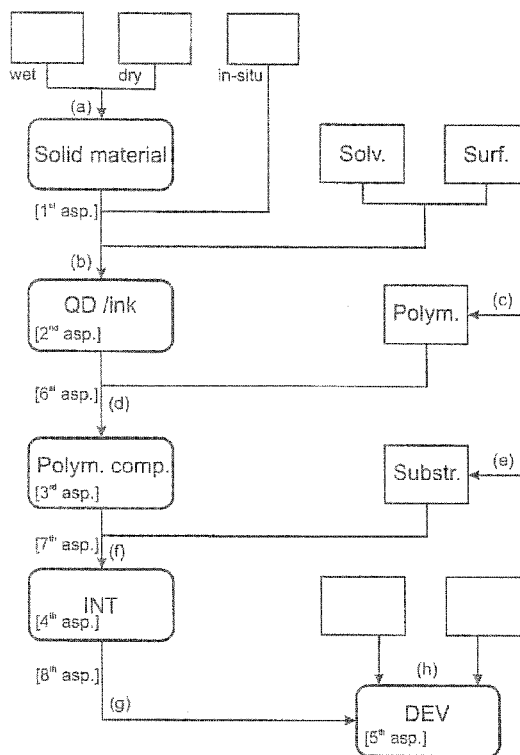 wet dry in-situ
(a)
Solid material
Solv. Surf.
[1st asp.]
(b)
QD /ink
[2nd asp.]
Polym. (c)
[6th asp.] (d)
Polym. comp.
[3rd asp.]
Substr. (e)
[7th asp.] (f)
INT
[4th asp.]
[8th asp.]
(h)
(g)
DEV
[5th asp.]